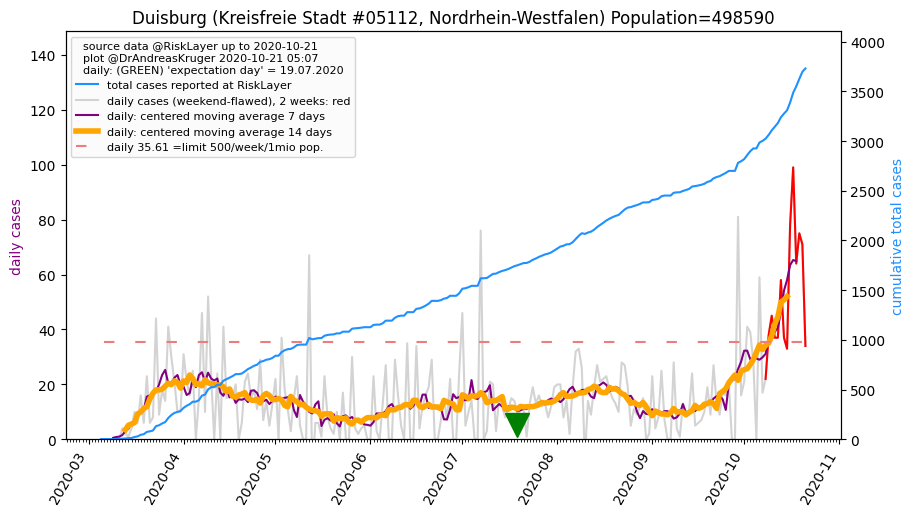 Duisburg (Kreisfreie Stadt #05112, Nordrhein-Westfalen) Population=498590
source data @RiskLayer up to 2020-10-21
plot @DrAndreasKruger 2020-10-21 05:07
daily: (GREEN) 'expectation day' = 19.07.2020
total cases reported at RiskLayer
daily cases (weekend-flawed), 2 weeks: red
daily: centered moving average 7 days
daily: centered moving average 14 days
daily 35.61 =limit 500/week/1mio pop.
daily cases
140
120
100
80
60
40
20
0
4000
3500
3000
2500
2000
1500
1000
500
0
cumulative total cases
2020-03
2020-04
2020-05
2020-06
2020-07
2020-08
2020-09
2020-10
2020-11